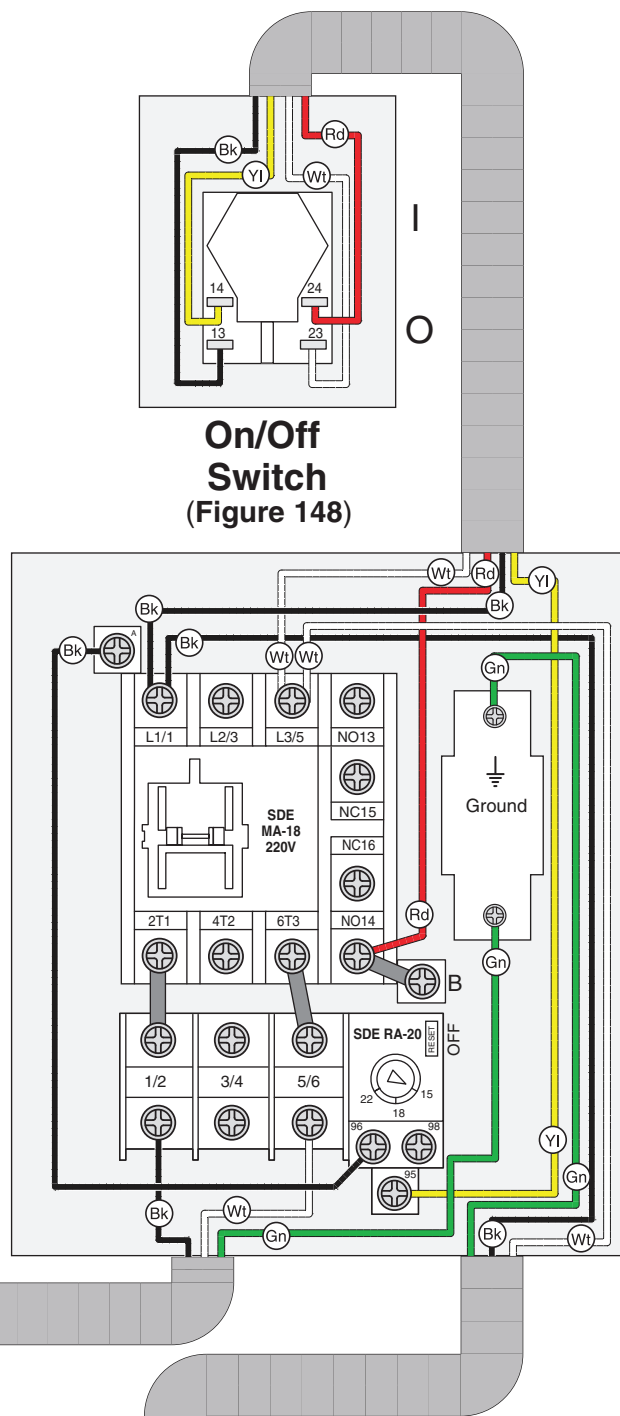 Rd
Bk
Yl
Wt
I
14
24
O
13
23
On/Off
Switch
(Figure 148)
Wt
Rd
Yl
Bk
Bk
A
Bk
Bk
Wt
Wt
Gn
L1/1
L2/3
L3/5
NO13
Ground
SDE
MA-18
220V
NC15
NC16
2T1
4T2
6T3
NO14
Rd
Gn
B
SDE RA-20
RESET
OFF
1/2
3/4
5/6
22
15
18
96
98
95
Yl
Gn
Bk
Wt
Gn
Bk
Wt